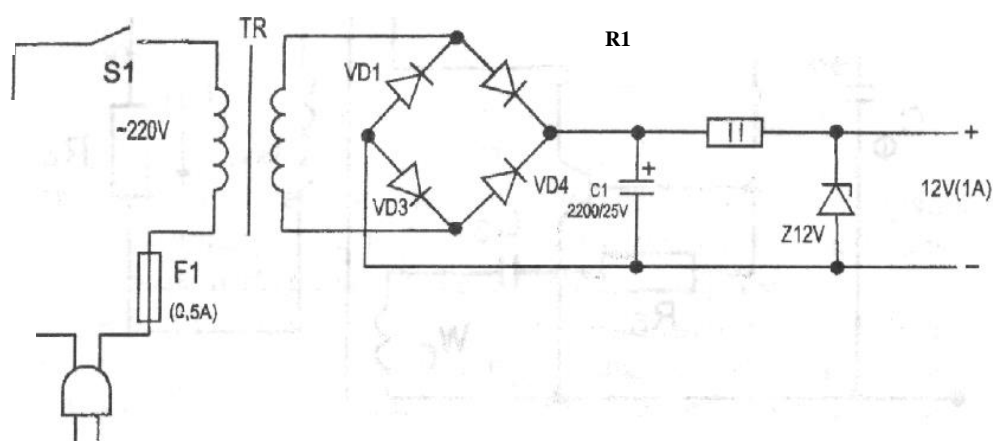 TR
R1
S1
VD1
~220V
C1
2200/25V
+
+
12V(1A)
VD3
VD4
Z12V
F1
(0,5A)
−